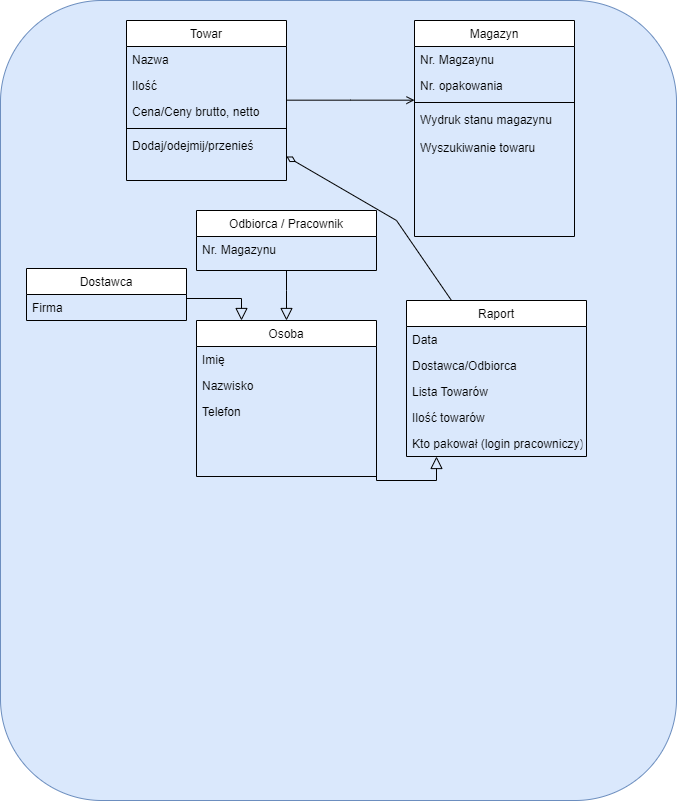 Towar
Nazwa
Ilość
Cena/Ceny brutto, netto
Dodaj/odejmij/przenieś
Magazyn
Nr. Magzaynu
Nr. opakowania
Wydruk stanu magazynu
Wyszukiwanie towaru
Odbiorca / Pracownik
Nr. Magazynu
Dostawca
Firma
Osoba
Imię
Nazwisko
Telefon
Raport
Data
Dostawca/Odbiorca
Lista Towarów
Ilość towarów
Kto pakował (login pracowniczy)